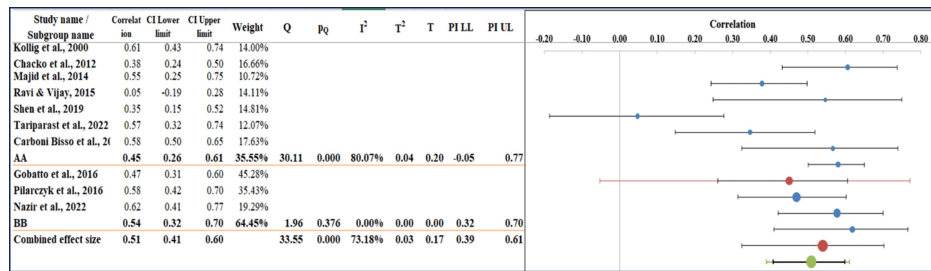 Study name / Subgroup name Correlat ion CI Lower limit CI Upper limit Weight Q pQ I2 T2 T PI LL PI UL
Kollig et al., 2000 0.61 0.43 0.74 14.00%
Chacko et al., 2012 0.38 0.24 0.50 16.66%
Majid et al., 2014 0.55 0.25 0.75 10.72%
Ravi & Vijay, 2015 0.05 -0.19 0.28 14.11%
Shen et al., 2019 0.35 0.15 0.52 14.81%
Tariparast et al., 2022 0.57 0.32 0.74 12.07%
Carboni Bisso et al., 20 0.58 0.50 0.65 17.63%
AA 0.45 0.26 0.61 35.55% 30.11 0.000 80.07% 0.04 0.20 -0.05 0.77
Gobatto et al., 2016 0.47 0.31 0.60 45.28%
Pilarczyk et al., 2016 0.58 0.42 0.70 35.43%
Nazir et al., 2022 0.62 0.41 0.77 19.29%
BB 0.54 0.32 0.70 64.45% 1.96 0.376 0.00% 0.00 0.00 0.32 0.70
Combined effect size 0.51 0.41 0.60 33.55 0.000 73.18% 0.03 0.17 0.39 0.61
Correlation
-0.20 -0.10 0.00 0.10 0.20 0.30 0.40 0.50 0.60 0.70 0.80